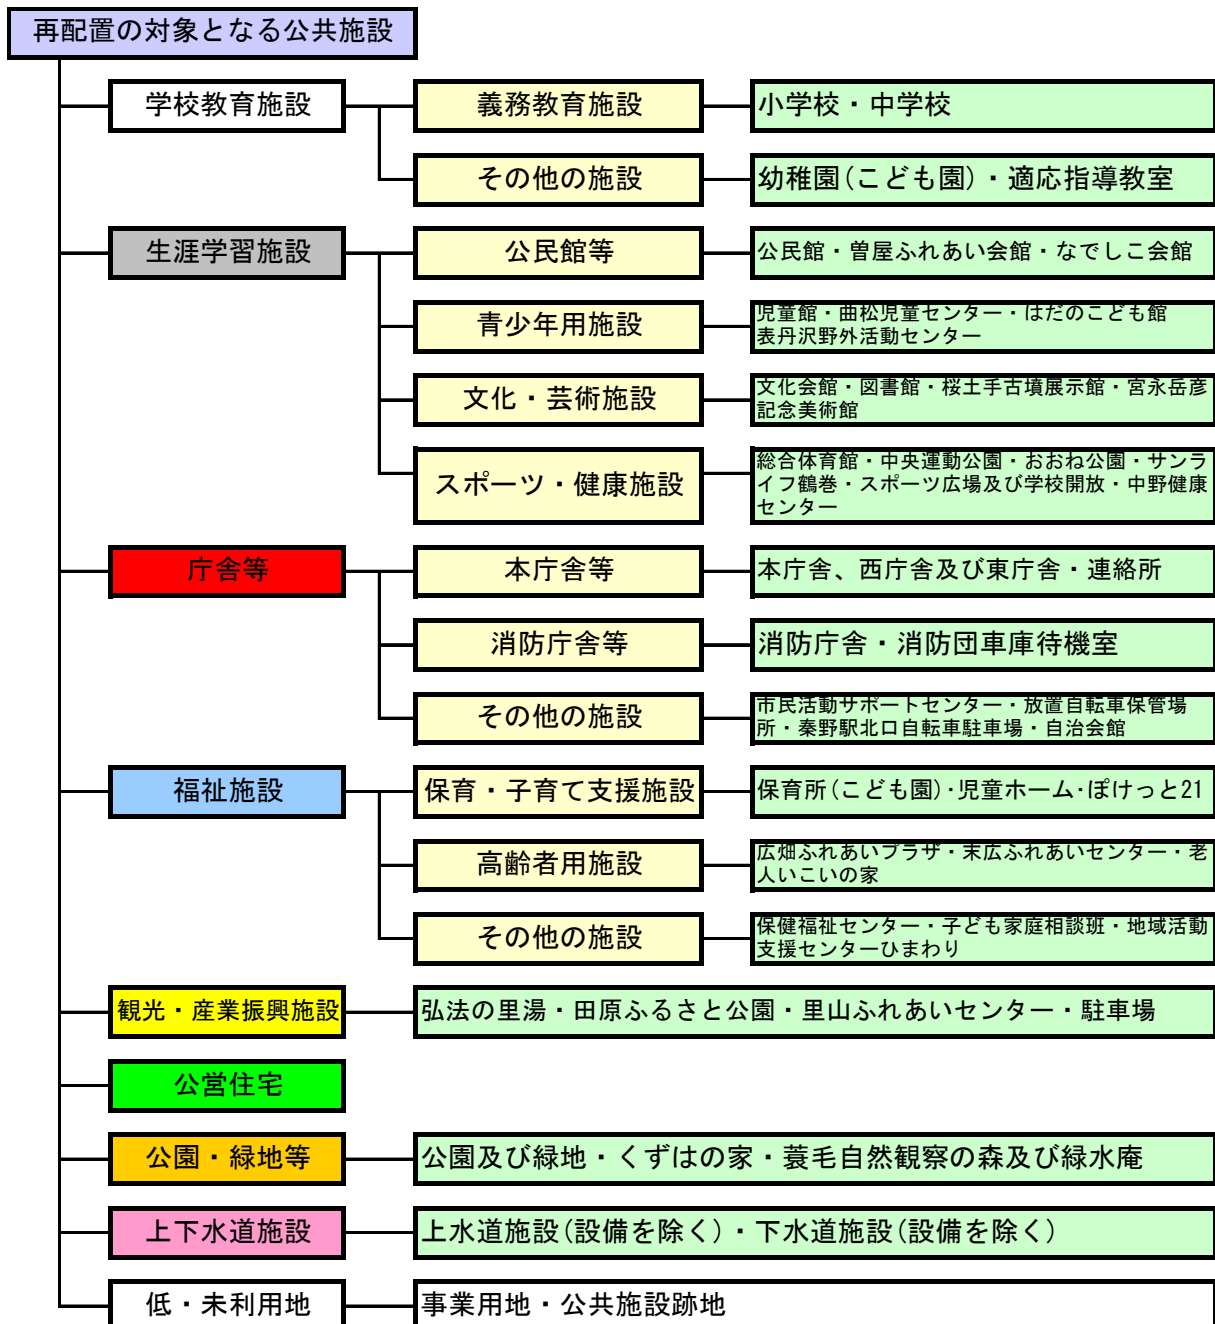 再配置の対象となる公共施設
学校教育施設
義務教育施設
小学校・中学校
その他の施設
幼稚園(こども園)・適応指導教室
生涯学習施設
公民館等
公民館・曽屋ふれあい会館・なでしこ会館
青少年用施設
児童館・曲松児童センター・はだのこども館
表丹沢野外活動センター
文化・芸術施設
文化会館・図書館・桜土手古墳展示館・宮永岳彦
記念美術館
スポーツ・健康施設
総合体育館・中央運動公園・おおね公園・サンラ
イフ鶴巻・スポーツ広場及び学校開放・中野健康
センター
庁舎等
本庁舎等
本庁舎、西庁舎及び東庁舎・連絡所
消防庁舎等
消防庁舎・消防団車庫待機室
その他の施設
市民活動サポートセンター・放置自転車保管場
所・秦野駅北口自転車駐車場・自治会館
福祉施設
保育・子育て支援施設
保育所(こども園)・児童ホーム・ぽけっと21
高齢者用施設
広畑ふれあいプラザ・末広ふれあいセンター・老
人いこいの家
その他の施設
保健福祉センター・子ども家庭相談班・地域活動
支援センターひまわり
観光・産業振興施設
弘法の里湯・田原ふるさと公園・里山ふれあいセンター・駐車場
公営住宅
公園・緑地等
公園及び緑地・くずはの家・蓑毛自然観察の森及び緑水庵
上下水道施設
上水道施設(設備を除く)・下水道施設(設備を除く)
低・未利用地
事業用地・公共施設跡地